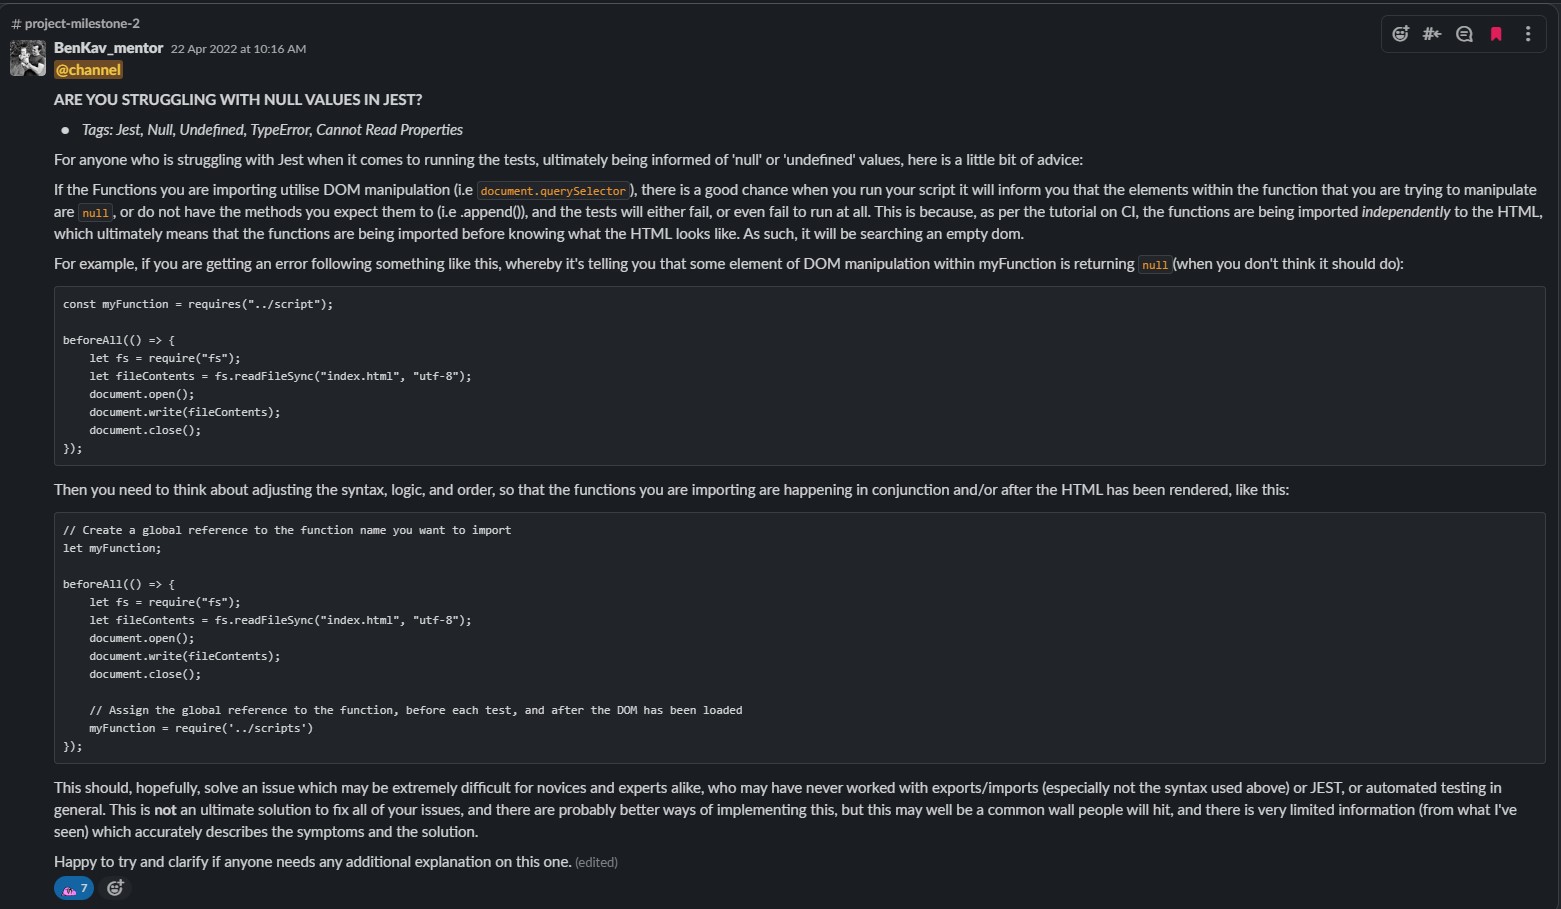 # project-milestone-2
BenKav_mentor 22 Apr 2022 at 10:16 AM
@channel
ARE YOU STRUGGLING WITH NULL VALUES IN JEST?
• Tags: Jest, Null, Undefined, TypeError, Cannot Read Properties
For anyone who is struggling with Jest when it comes to running the tests, ultimately being informed of 'null' or 'undefined' values, here is a little bit of advice:
If the Functions you are importing utilise DOM manipulation (i.e document.querySelector), there is a good chance when you run your script it will inform you that the elements within the function that you are trying to manipulate
are null, or do not have the methods you expect them to (i.e .append()), and the tests will either fail, or even fail to run at all. This is because, as per the tutorial on CI, the functions are being imported independently to the HTML,
which ultimately means that the functions are being imported before knowing what the HTML looks like. As such, it will be searching an empty dom.
For example, if you are getting an error following something like this, whereby it's telling you that some element of DOM manipulation within myFunction is returning null (when you don't think it should do):
const myFunction = requires("../script");
beforeAll(() => {
    let fs = require("fs");
    let fileContents = fs.readFileSync("index.html", "utf-8");
    document.open();
    document.write(fileContents);
    document.close();
});
Then you need to think about adjusting the syntax, logic, and order, so that the functions you are importing are happening in conjunction and/or after the HTML has been rendered, like this:
// Create a global reference to the function name you want to import
let myFunction;
beforeAll(() => {
    let fs = require("fs");
    let fileContents = fs.readFileSync("index.html", "utf-8");
    document.open();
    document.write(fileContents);
    document.close();
    // Assign the global reference to the function, before each test, and after the DOM has been loaded
    myFunction = require('../scripts')
});
This should, hopefully, solve an issue which may be extremely difficult for novices and experts alike, who may have never worked with exports/imports (especially not the syntax used above) or JEST, or automated testing in
general. This is not an ultimate solution to fix all of your issues, and there are probably better ways of implementing this, but this may well be a common wall people will hit, and there is very limited information (from what I've
seen) which accurately describes the symptoms and the solution.
Happy to try and clarify if anyone needs any additional explanation on this one. (edited)
7